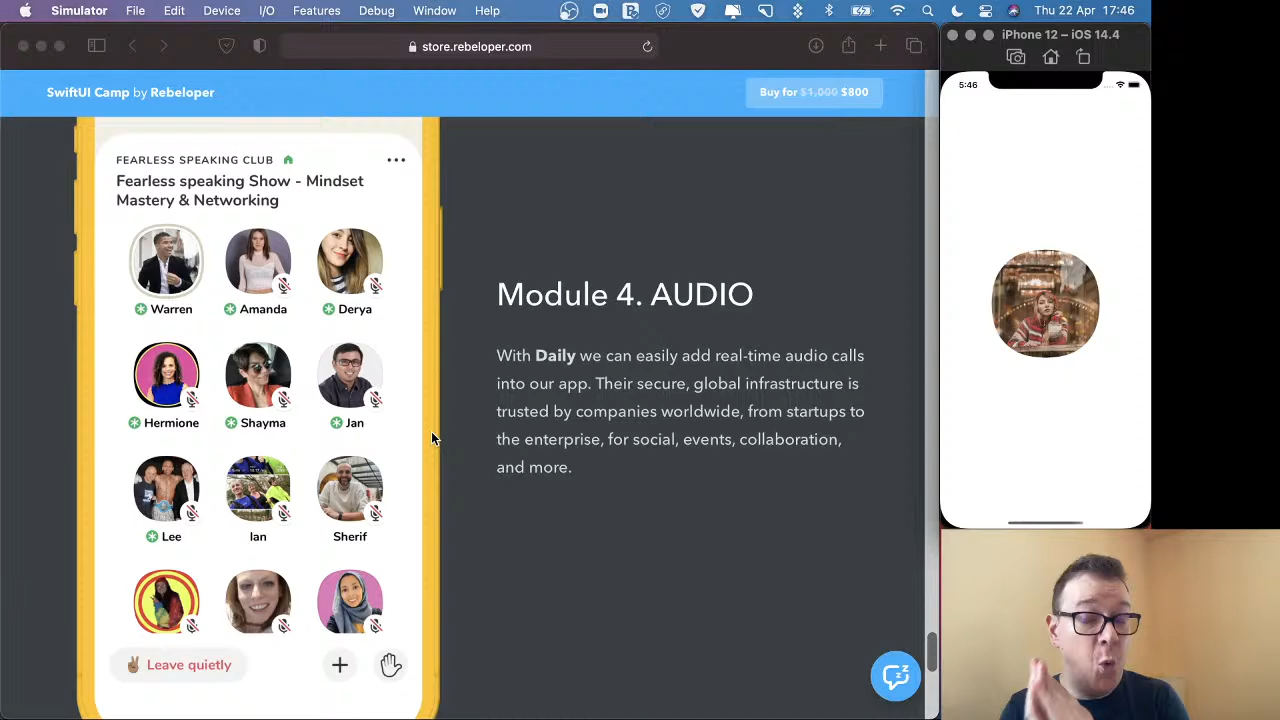 Simulator File Edit Device I/O Features Debug Window Help Thu 22 Apr 17:46
store.rebeloper.com
iPhone 12 – iOS 14.4
SwiftUI Camp by Rebeloper
Buy for $1,000 $800
5:46
FEARLESS SPEAKING CLUB
Fearless speaking Show - Mindset
Mastery & Networking
Warren Amanda Derya
Hermione Shayma Jan
Lee Ian Sherif
Leave quietly
Module 4. AUDIO
With Daily we can easily add real-time audio calls
into our app. Their secure, global infrastructure is
trusted by companies worldwide, from startups to
the enterprise, for social, events, collaboration,
and more.